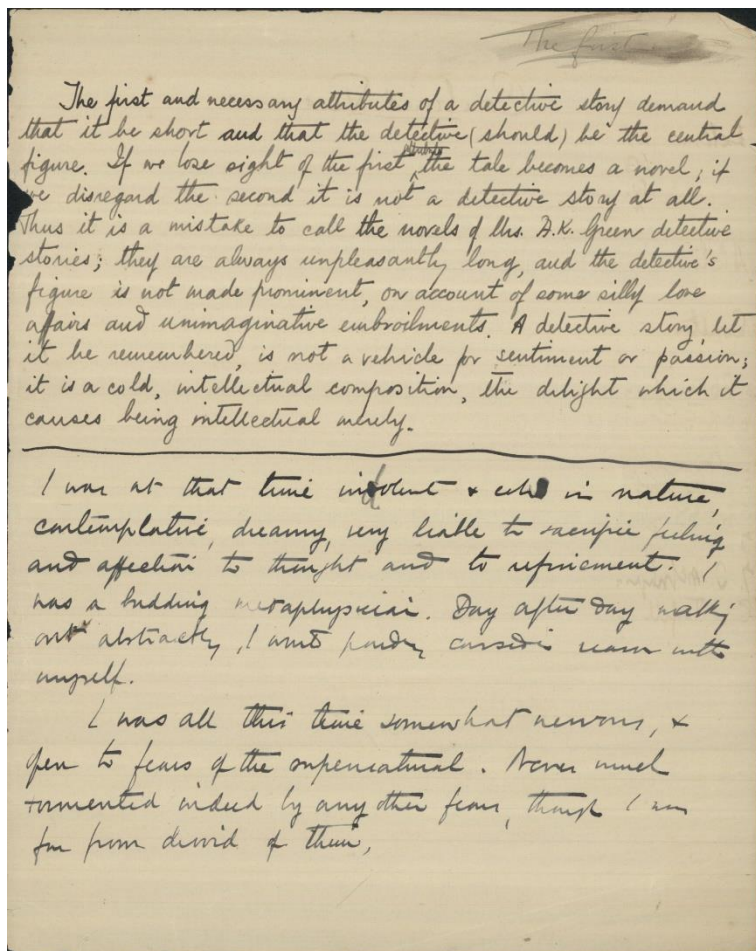 The first
The first and necessary attributes of a detective story demand
that it be short and that the detective (should) be the central
figure. If we lose sight of the first attribute, the tale becomes a novel; if
we disregard the second it is not a detective story at all.
Thus it is a mistake to call the novels of Mrs. A.K. Green detective
stories; they are always unpleasantly long, and the detective's
figure is not made prominent, on account of some silly love
affairs and unimaginative embroilments. A detective story, let
it be remembered, is not a vehicle for sentiment or passion;
it is a cold, intellectual composition, the delight which it
causes being intellectual merely.
I was at that time indolent & in nature,
contemplative, dreamy, very liable to sacrifice feeling
and affection to thought and to refinement. I
was a budding metaphysician. Day after day walking
out abstractly, I with
myself.
I was all this time somewhat nervous, &
open to fears of the supernatural. Never much
tormented indeed by any other fears, though I was
far from devoid of them,